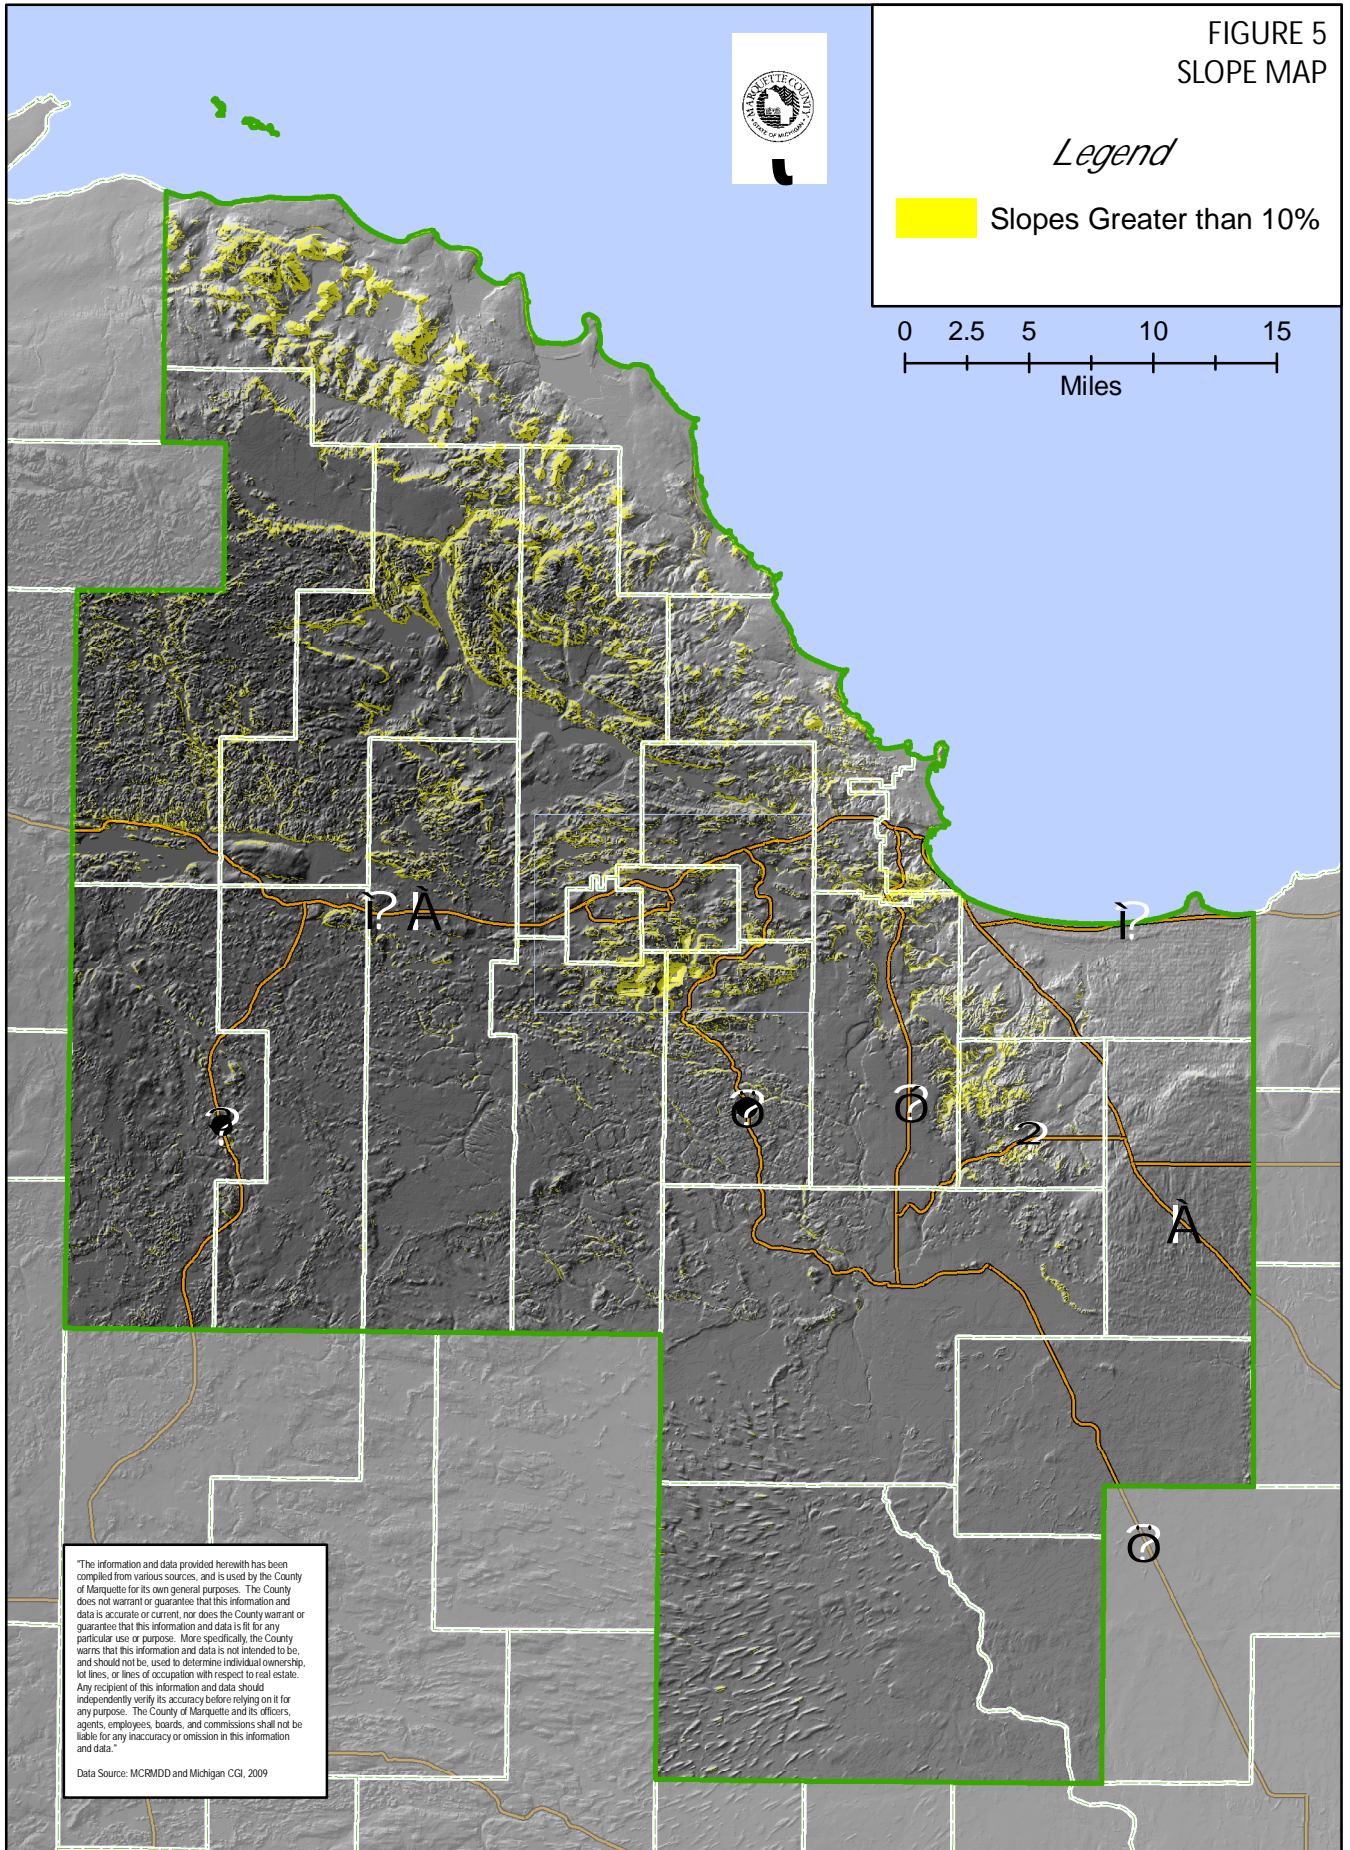 FIGURE 5
SLOPE MAP
MARQUETTE COUNTY
STATE OF MICHIGAN
Legend
Slopes Greater than 10%
0 2.5 5 10 15
Miles
Ì? À
Ì?
?
Ö?
Ó?
2?
À
Ö?
"The information and data provided herewith has been
compiled from various sources, and is used by the County
of Marquette for its own general purposes. The County
does not warrant or guarantee that this information and
data is accurate or current, nor does the County warrant or
guarantee that this information and data is fit for any
particular use or purpose. More specifically, the County
warns that this information and data is not intended to be,
and should not be, used to determine individual ownership,
lot lines, or lines of occupation with respect to real estate.
Any recipient of this information and data should
independently verify its accuracy before relying on it for
any purpose. The County of Marquette and its officers,
agents, employees, boards, and commissions shall not be
liable for any inaccuracy or omission in this information
and data."
Data Source: MCRMDD and Michigan CGI, 2009